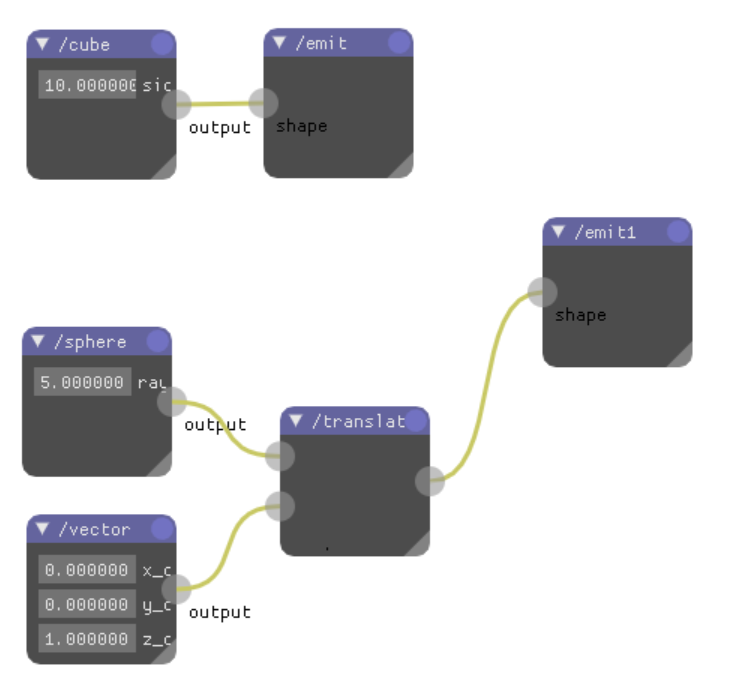 /cube
/emit
10.000000 sic
output
shape
/emit1
shape
/sphere
5.000000 ray
output
/translat
/vector
0.000000 x_c
0.000000 y_c
output
1.000000 z_c